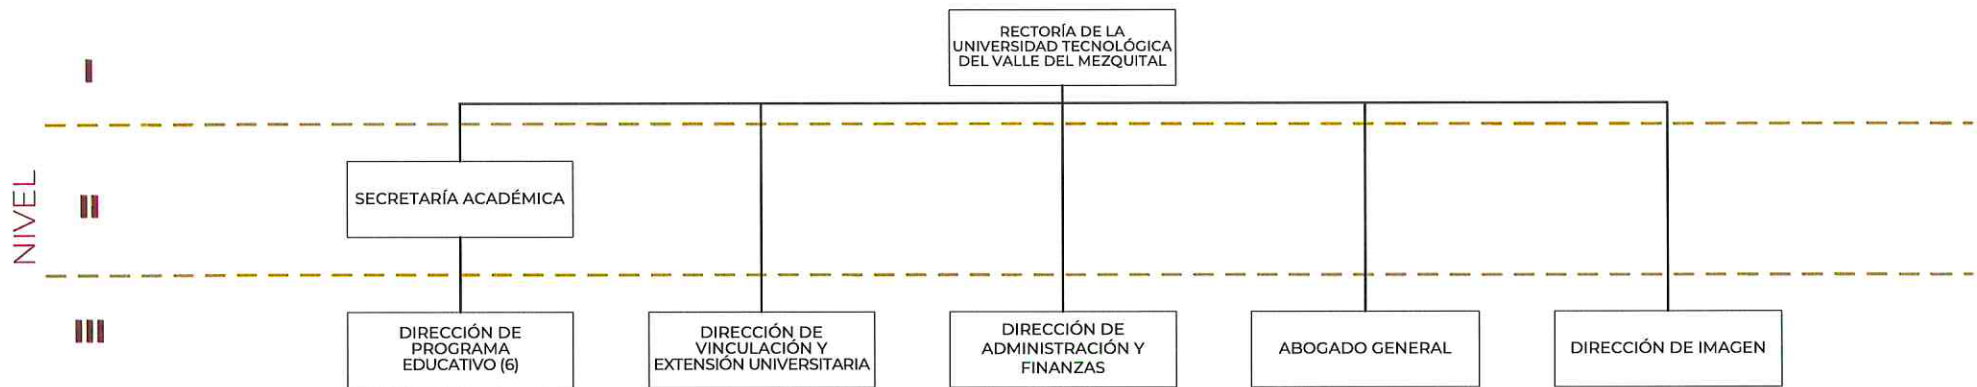 RECTORÍA DE LA
UNIVERSIDAD TECNOLÓGICA
DEL VALLE DEL MEZQUITAL
I
NIVEL
II
SECRETARÍA ACADÉMICA
III
DIRECCIÓN DE
PROGRAMA
EDUCATIVO (6)
DIRECCIÓN DE
VINCULACIÓN Y
EXTENSIÓN UNIVERSITARIA
DIRECCIÓN DE
ADMINISTRACIÓN Y
FINANZAS
ABOGADO GENERAL
DIRECCIÓN DE IMAGEN